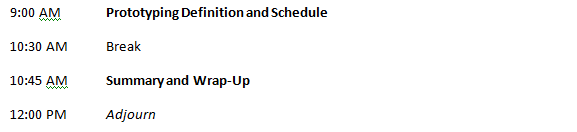 9:00 AM Prototyping Definition and Schedule
10:30 AM Break
10:45 AM Summary and Wrap-Up
12:00 PM Adjourn